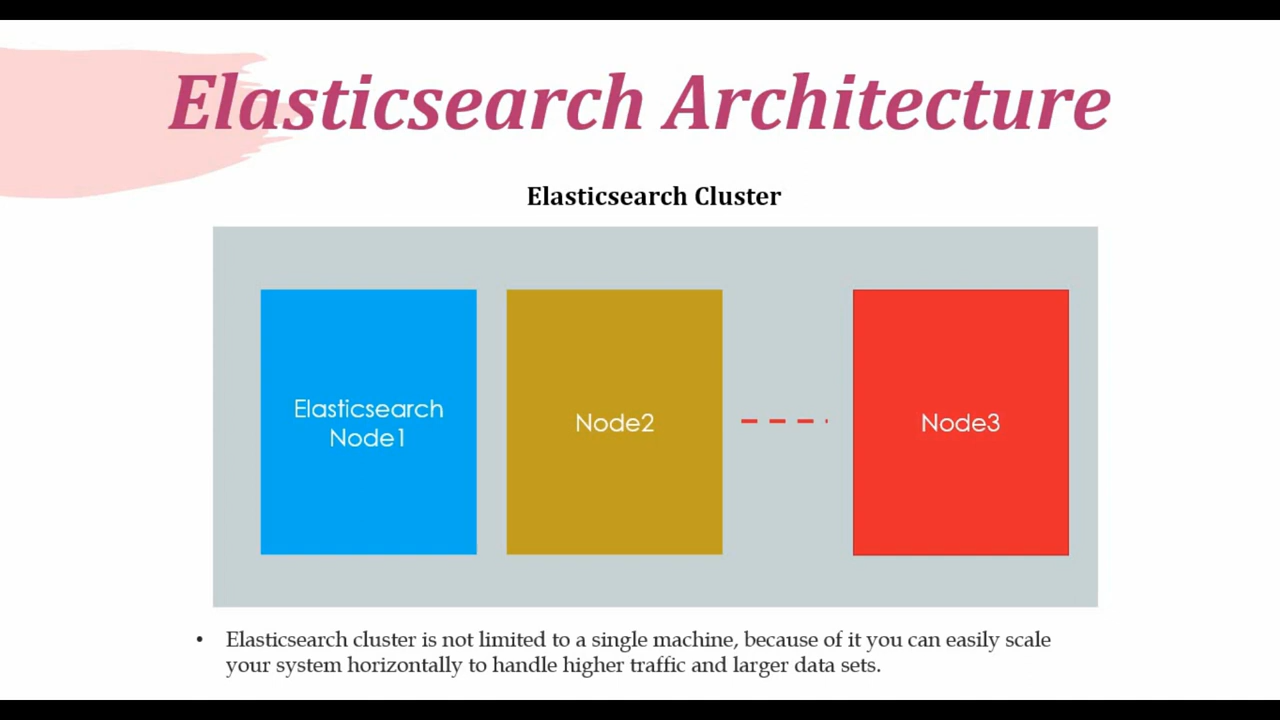 Elasticsearch Architecture
Elasticsearch Cluster
Elasticsearch
Node1
Node2
Node3
• Elasticsearch cluster is not limited to a single machine, because of it you can easily scale
your system horizontally to handle higher traffic and larger data sets.